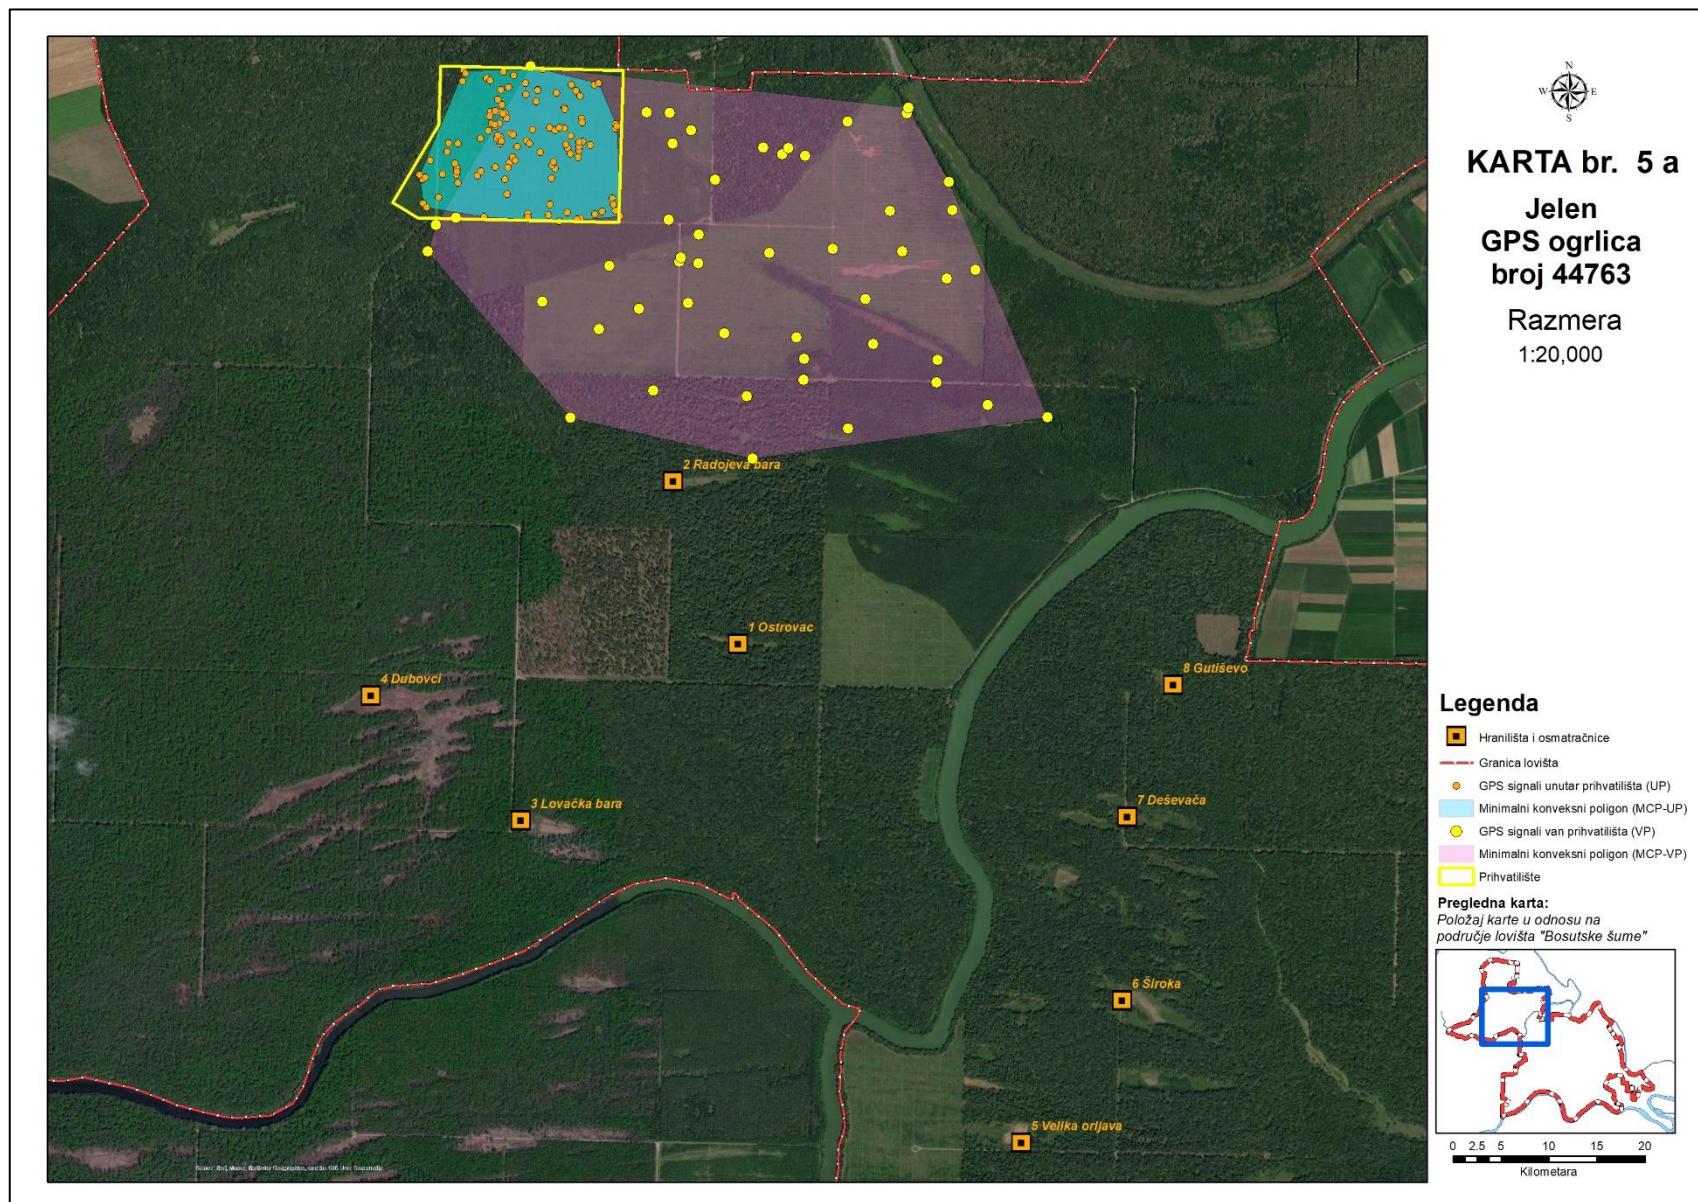 N
W E
S
KARTA br. 5 a
Jelen
GPS ogrlica
broj 44763
Razmera
1:20,000
2 Radojeva bara
1 Ostrovac
4 Dubovci
8 Gutiševo
3 Lovačka bara
7 Deševača
6 Široka
5 Velika orljava
Legenda
Hranilišta i osmatračnice
Granica lovišta
GPS signali unutar prihvatilišta (UP)
Minimalni konveksni poligon (MCP-UP)
GPS signali van prihvatilišta (VP)
Minimalni konveksni poligon (MCP-VP)
Prihvatilište
Pregledna karta:
Položaj karte u odnosu na
područje lovišta "Bosutske šume"
0 2.5 5 10 15 20
Kilometara